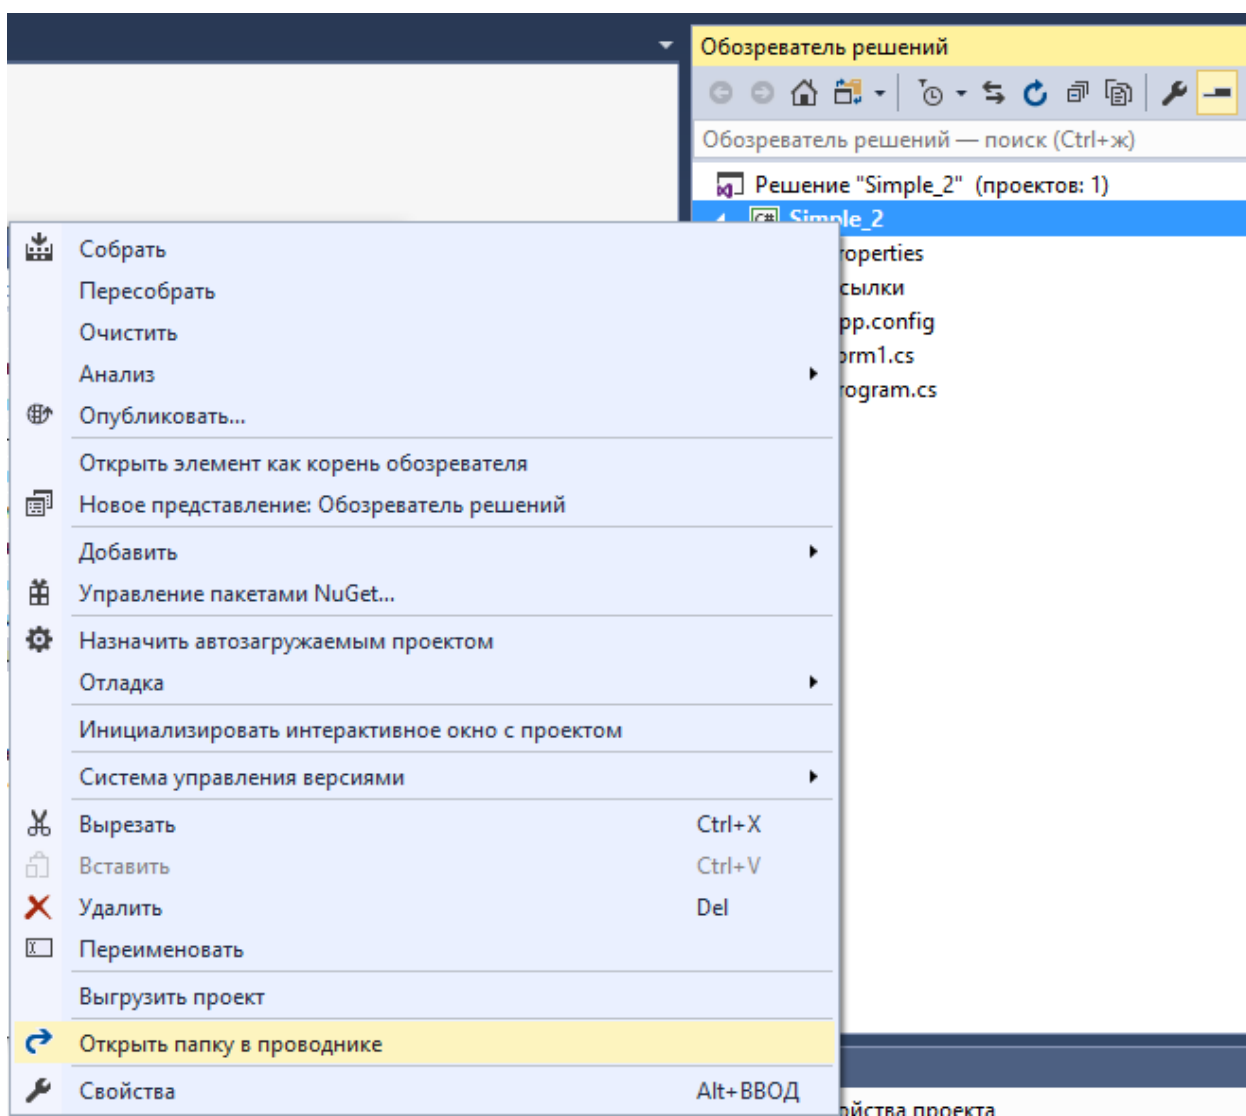 Обозреватель решений
Обозреватель решений — поиск (Ctrl+ж)
Решение "Simple_2" (проектов: 1)
C# Simple_2
roperties
сылки
pp.config
orm1.cs
rogram.cs
Собрать
Пересобрать
Очистить
Анализ
Опубликовать...
Открыть элемент как корень обозревателя
Новое представление: Обозреватель решений
Добавить
Управление пакетами NuGet...
Назначить автозагружаемым проектом
Отладка
Инициализировать интерактивное окно с проектом
Система управления версиями
Вырезать Ctrl+X
Вставить Ctrl+V
Удалить Del
Переименовать
Выгрузить проект
Открыть папку в проводнике
Свойства Alt+ВВОД
ойства проекта